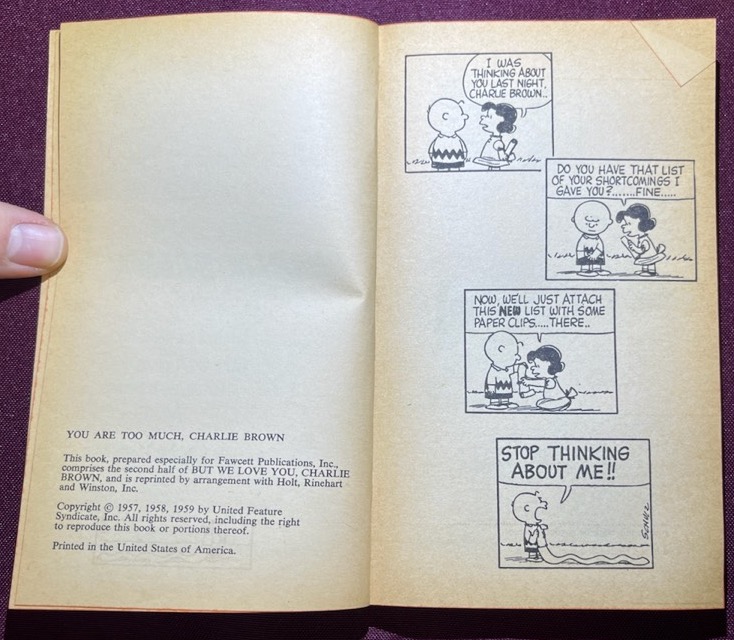 YOU ARE TOO MUCH, CHARLIE BROWN
This book, prepared especially for Fawcett Publications, Inc.,
comprises the second half of BUT WE LOVE YOU, CHARLIE
BROWN, and is reprinted by arrangement with Holt, Rinehart
and Winston, Inc.
Copyright © 1957, 1958, 1959 by United Feature
Syndicate, Inc. All rights reserved, including the right
to reproduce this book or portions thereof.
Printed in the United States of America.
I WAS
THINKING ABOUT
YOU LAST NIGHT,
CHARLIE BROWN..
DO YOU HAVE THAT LIST
OF YOUR SHORTCOMINGS I
GAVE YOU?.......FINE.....
NOW, WE'LL JUST ATTACH
THIS NEW LIST WITH SOME
PAPER CLIPS.....THERE..
STOP THINKING
ABOUT ME!!
SCHULZ